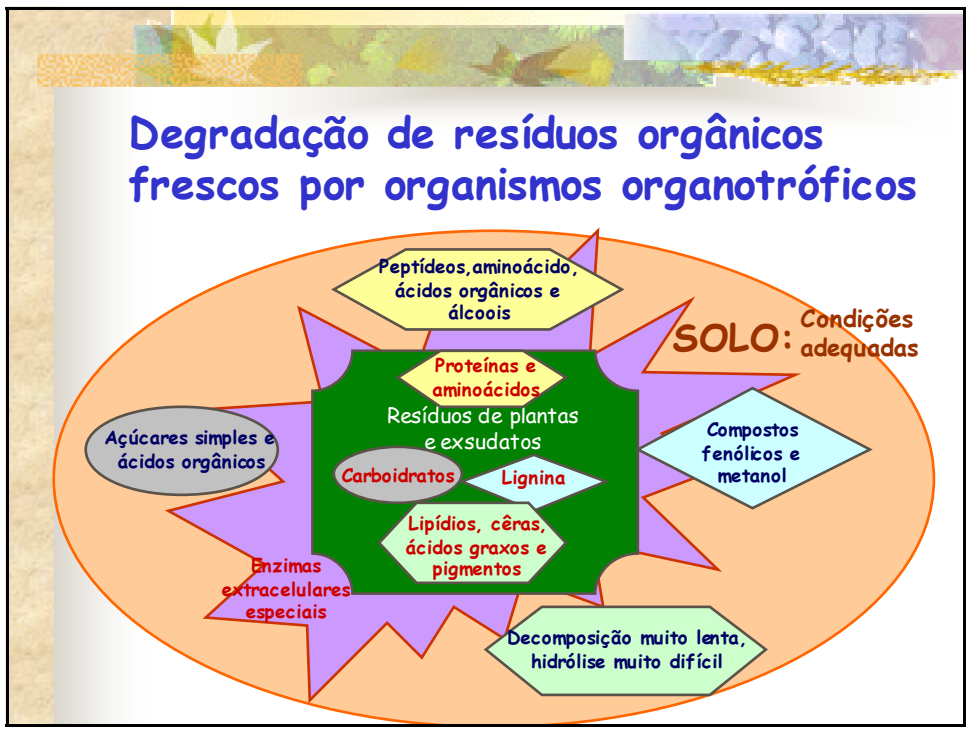 Degradação de resíduos orgânicos
frescos por organismos organotróficos
Peptídeos,aminoácido,
ácidos orgânicos e
álcoois
SOLO:
Condições
adequadas
Proteínas e
aminoácidos
Resíduos de plantas
e exsudatos
Açúcares simples e
ácidos orgânicos
Compostos
fenólicos e
metanol
Carboidratos
Lignina
Lipídios, cêras,
ácidos graxos e
pigmentos
Enzimas
extracelulares
especiais
Decomposição muito lenta,
hidrólise muito difícil